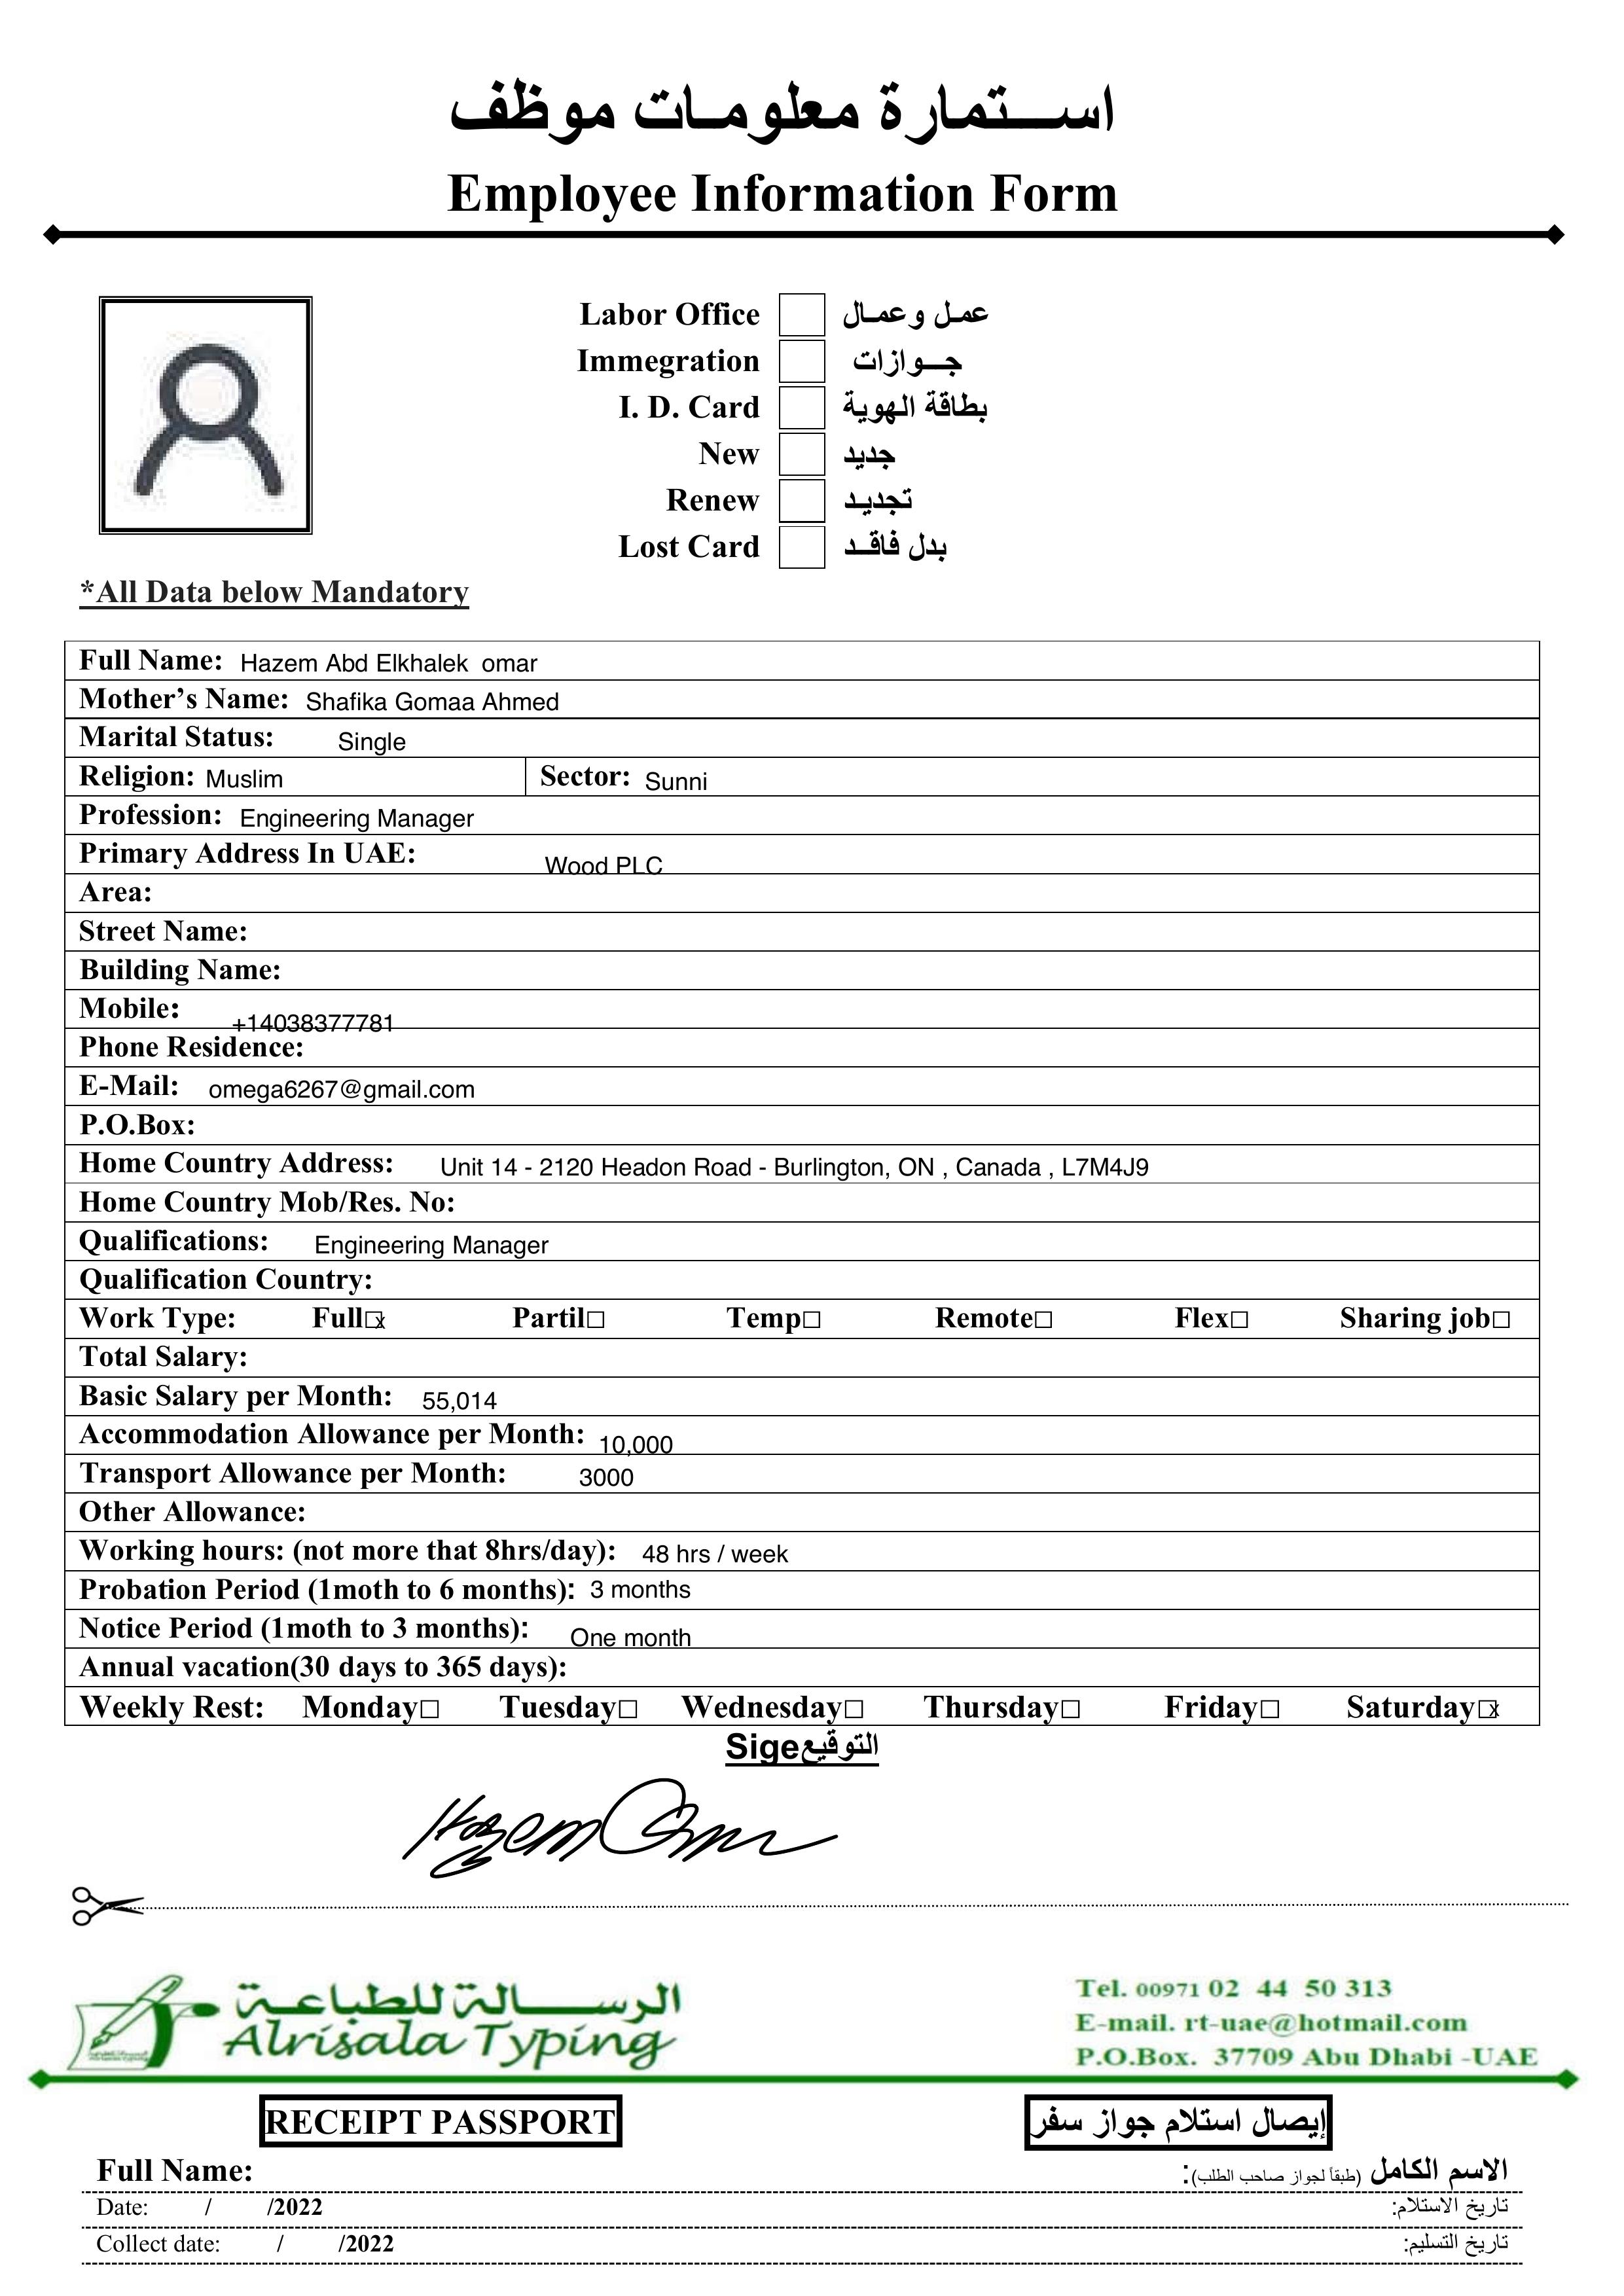 استمارة معلومات موظف
Employee Information Form
Labor Office □ عمل وعمال
Immegration □ جوازات
I. D. Card □ بطاقة الهوية
New □ جديد
Renew □ تجديد
Lost Card □ بدل فاقد
*All Data below Mandatory
Full Name: Hazem Abd Elkhalek omar
Mother’s Name: Shafika Gomaa Ahmed
Marital Status: Single
Religion: Muslim Sector: Sunni
Profession: Engineering Manager
Primary Address In UAE: Wood PLC
Area:
Street Name:
Building Name:
Mobile: +14038377781
Phone Residence:
E-Mail: omega6267@gmail.com
P.O.Box:
Home Country Address: Unit 14 - 2120 Headon Road - Burlington, ON , Canada , L7M4J9
Home Country Mob/Res. No:
Qualifications: Engineering Manager
Qualification Country:
Work Type: Full□x Partil□ Temp□ Remote□ Flex□ Sharing job□
Total Salary:
Basic Salary per Month: 55,014
Accommodation Allowance per Month: 10,000
Transport Allowance per Month: 3000
Other Allowance:
Working hours: (not more that 8hrs/day): 48 hrs / week
Probation Period (1moth to 6 months): 3 months
Notice Period (1moth to 3 months): One month
Annual vacation(30 days to 365 days):
Weekly Rest: Monday□ Tuesday□ Wednesday□ Thursday□ Friday□ Saturday□x
Sigeالتوقيع
Hazem Omar
الرسالة للطباعة
Alrisala Typing
Tel. 00971 02 44 50 313
E-mail. rt-uae@hotmail.com
P.O.Box. 37709 Abu Dhabi -UAE
RECEIPT PASSPORT إيصال استلام جواز سفر
Full Name: الاسم الكامل (طبقاً لجواز صاحب الطلب):
Date: / /2022 تاريخ الاستلام:
Collect date: / /2022 تاريخ التسليم: